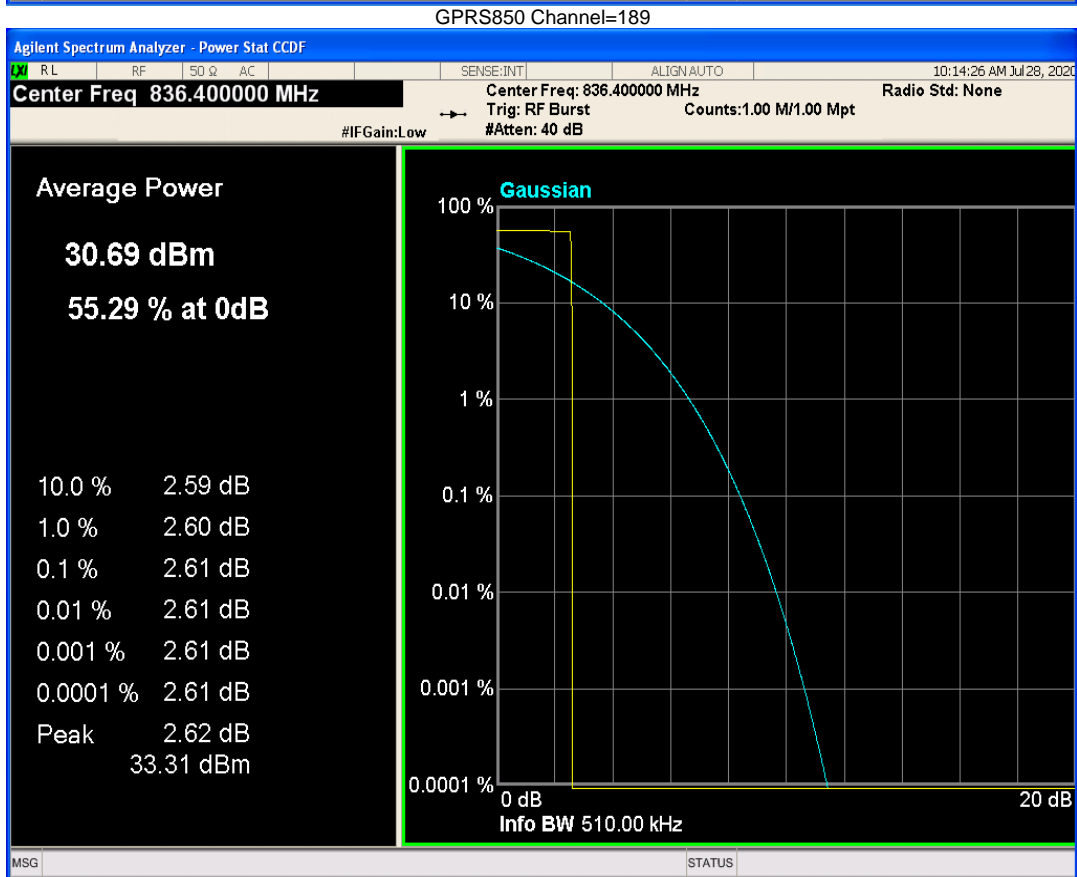 GPRS850 Channel=189
Agilent Spectrum Analyzer - Power Stat CCDF
LXI RL RF 50 Ω AC SENSE:INT ALIGN AUTO 10:14:26 AM Jul 28, 2020
Center Freq 836.400000 MHz
Center Freq: 836.400000 MHz Radio Std: None
Trig: RF Burst Counts:1.00 M/1.00 Mpt
#IFGain:Low #Atten: 40 dB
Average Power
30.69 dBm
55.29 % at 0dB
10.0 % 2.59 dB
1.0 % 2.60 dB
0.1 % 2.61 dB
0.01 % 2.61 dB
0.001 % 2.61 dB
0.0001 % 2.61 dB
Peak 2.62 dB
33.31 dBm
Gaussian
100 %
10 %
1 %
0.1 %
0.01 %
0.001 %
0.0001 %
0 dB 20 dB
Info BW 510.00 kHz
MSG STATUS